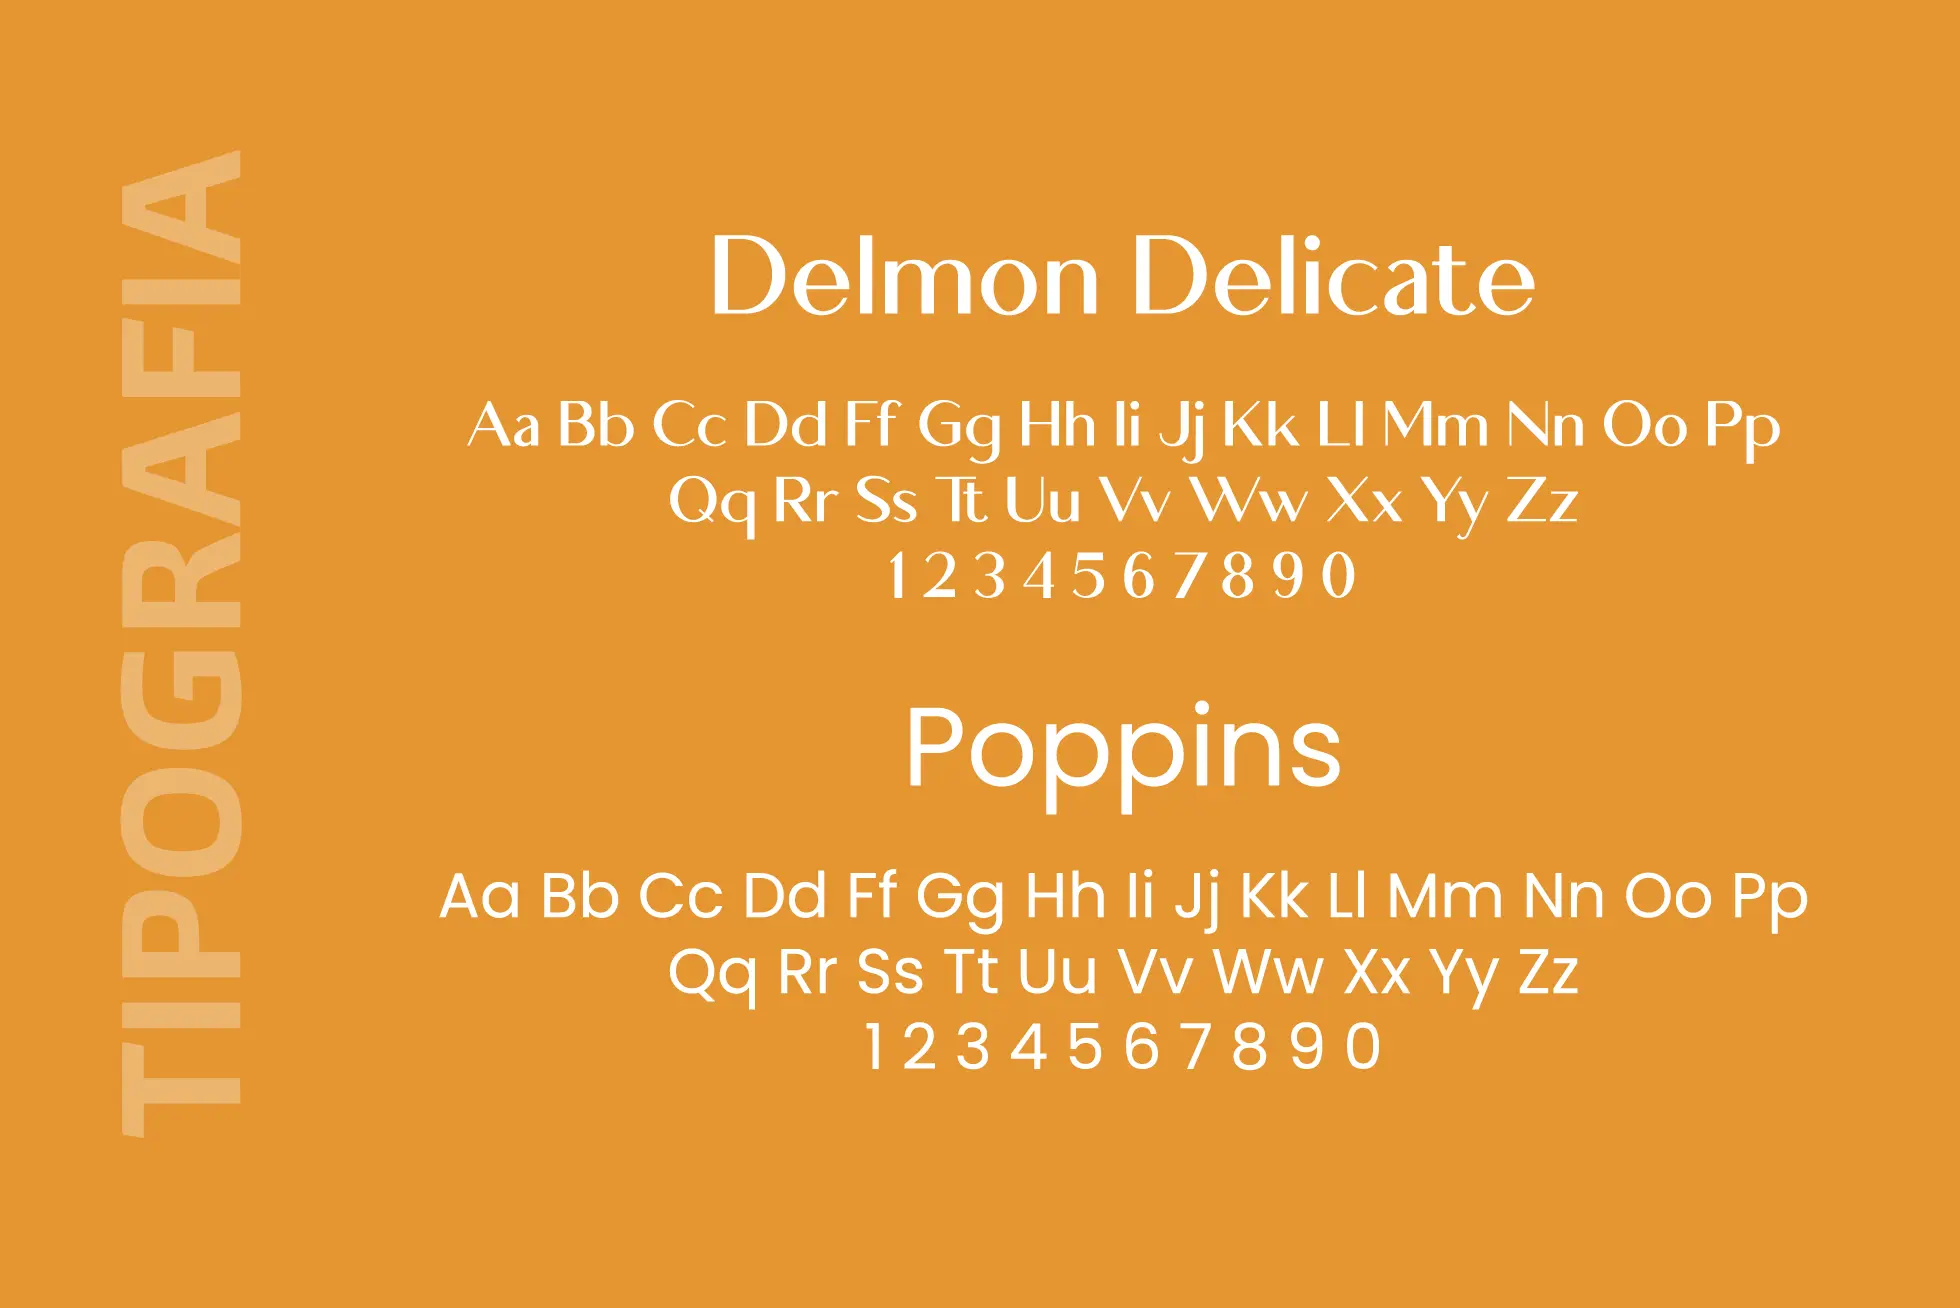 TIPOGRAFIA
Delmon Delicate
Aa Bb Cc Dd Ff Gg Hh Ii Jj Kk Ll Mm Nn Oo Pp
Qq Rr Ss Tt Uu Vv Ww Xx Yy Zz
1 2 3 4 5 6 7 8 9 0
Poppins
Aa Bb Cc Dd Ff Gg Hh Ii Jj Kk Ll Mm Nn Oo Pp
Qq Rr Ss Tt Uu Vv Ww Xx Yy Zz
1 2 3 4 5 6 7 8 9 0